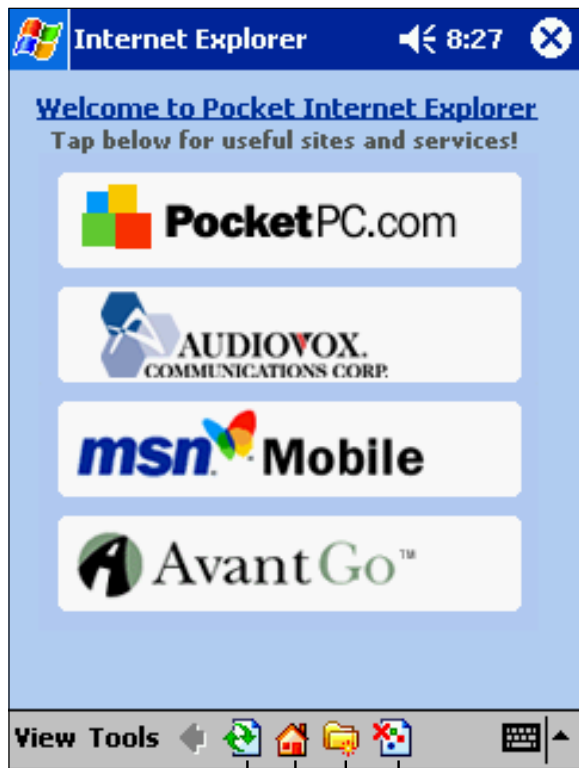 Internet Explorer 8:27
Welcome to Pocket Internet Explorer
Tap below for useful sites and services!
PocketPC.com
AUDIOVOX.
COMMUNICATIONS CORP.
msn. Mobile
AvantGo™
View Tools